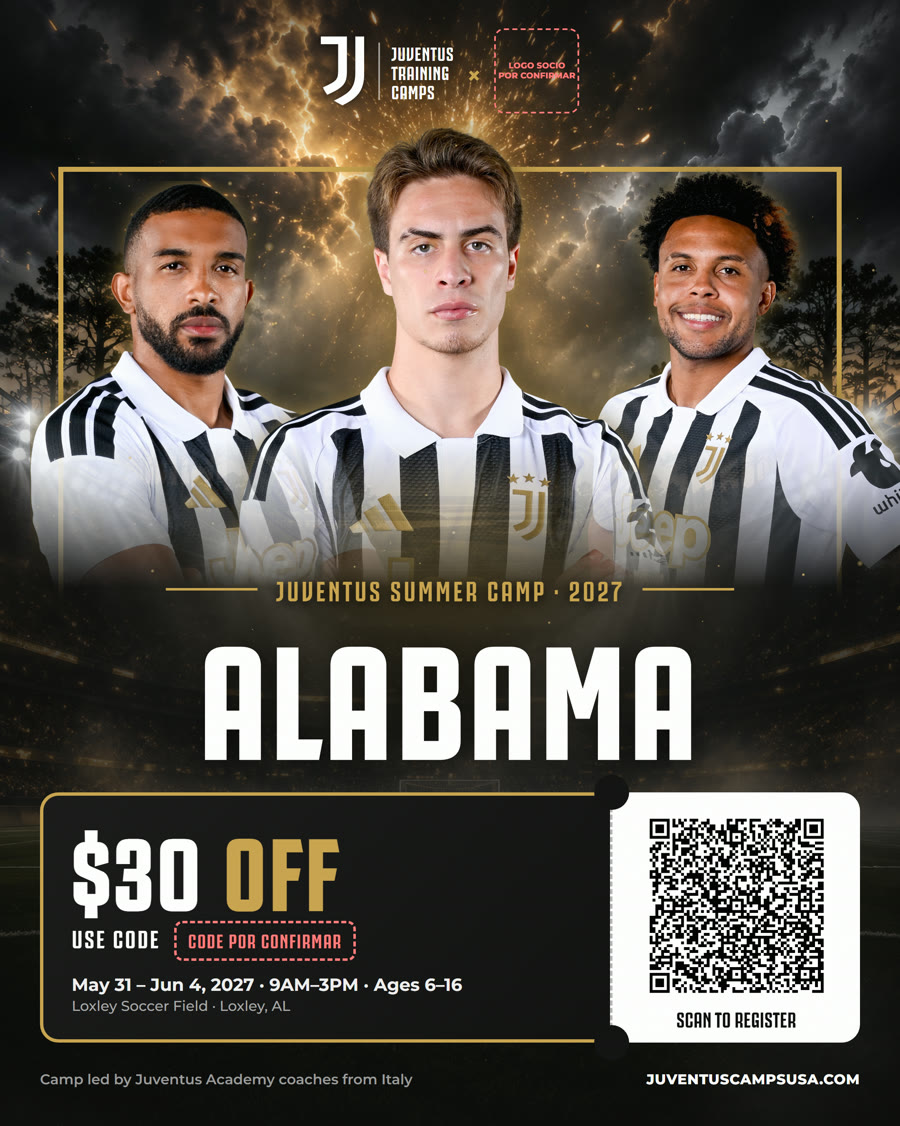 JUVENTUS
TRAINING
CAMPS
×
LOGO SOCIO
POR CONFIRMAR
Jeep
whi
JUVENTUS SUMMER CAMP · 2027
ALABAMA
$30 OFF
USE CODE CODE POR CONFIRMAR
May 31 – Jun 4, 2027 · 9AM–3PM · Ages 6–16
Loxley Soccer Field · Loxley, AL
SCAN TO REGISTER
Camp led by Juventus Academy coaches from Italy
JUVENTUSCAMPSUSA.COM